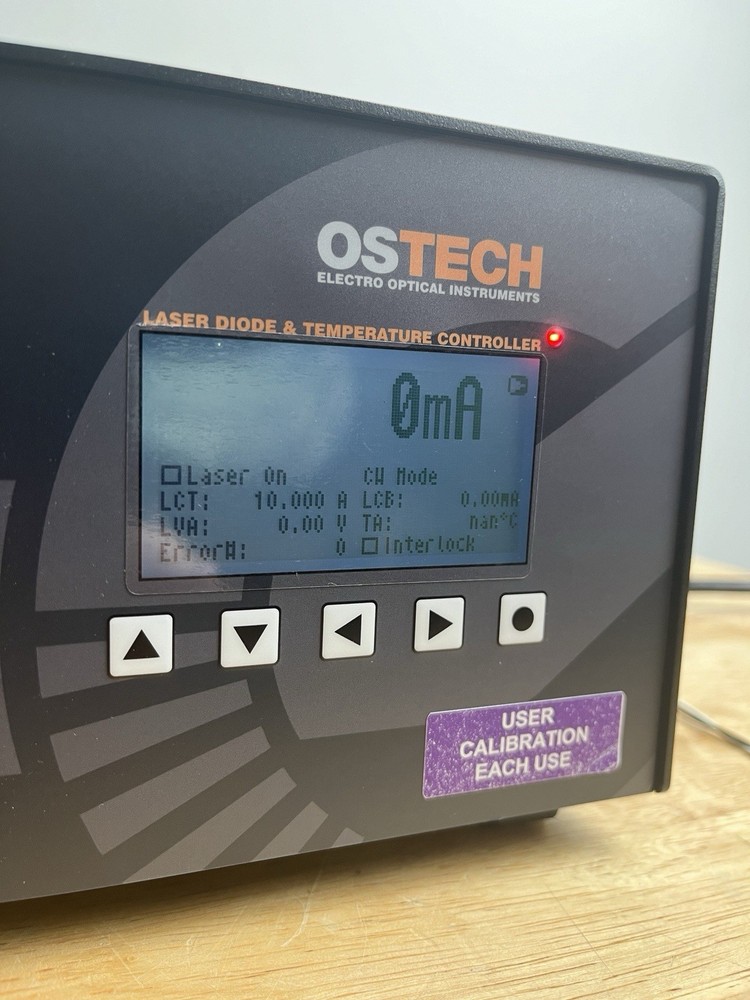 OSTECH
ELECTRO OPTICAL INSTRUMENTS
LASER DIODE & TEMPERATURE CONTROLLER
0mA
Laser On CW Mode
LCT: 10.000 A LCB: 0.00mA
LVA: 0.00 V TA: nan°C
Error#: 0 Interlock
USER
CALIBRATION
EACH USE